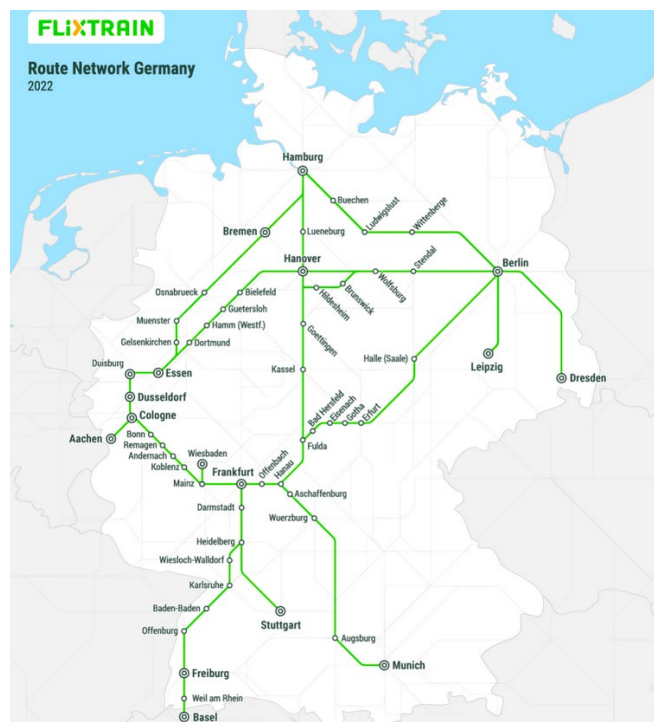 FLiXTRAIN
Route Network Germany
2022
Hamburg
Buechen
Ludwigslust
Wittenberge
Bremen
Lueneburg
Hanover
Berlin
Stendal
Wolfsburg
Brunswick
Hildesheim
Osnabrueck
Bielefeld
Guetersloh
Muenster
Hamm (Westf.)
Goettingen
Gelsenkirchen
Dortmund
Halle (Saale)
Duisburg
Essen
Kassel
Leipzig
Dresden
Dusseldorf
Cologne
Bad Hersfeld
Eisenach
Gotha
Erfurt
Aachen
Bonn
Remagen
Andernach
Koblenz
Wiesbaden
Fulda
Mainz
Frankfurt
Offenbach
Hanau
Aschaffenburg
Darmstadt
Wuerzburg
Heidelberg
Wiesloch-Walldorf
Karlsruhe
Baden-Baden
Stuttgart
Offenburg
Augsburg
Munich
Freiburg
Weil am Rhein
Basel